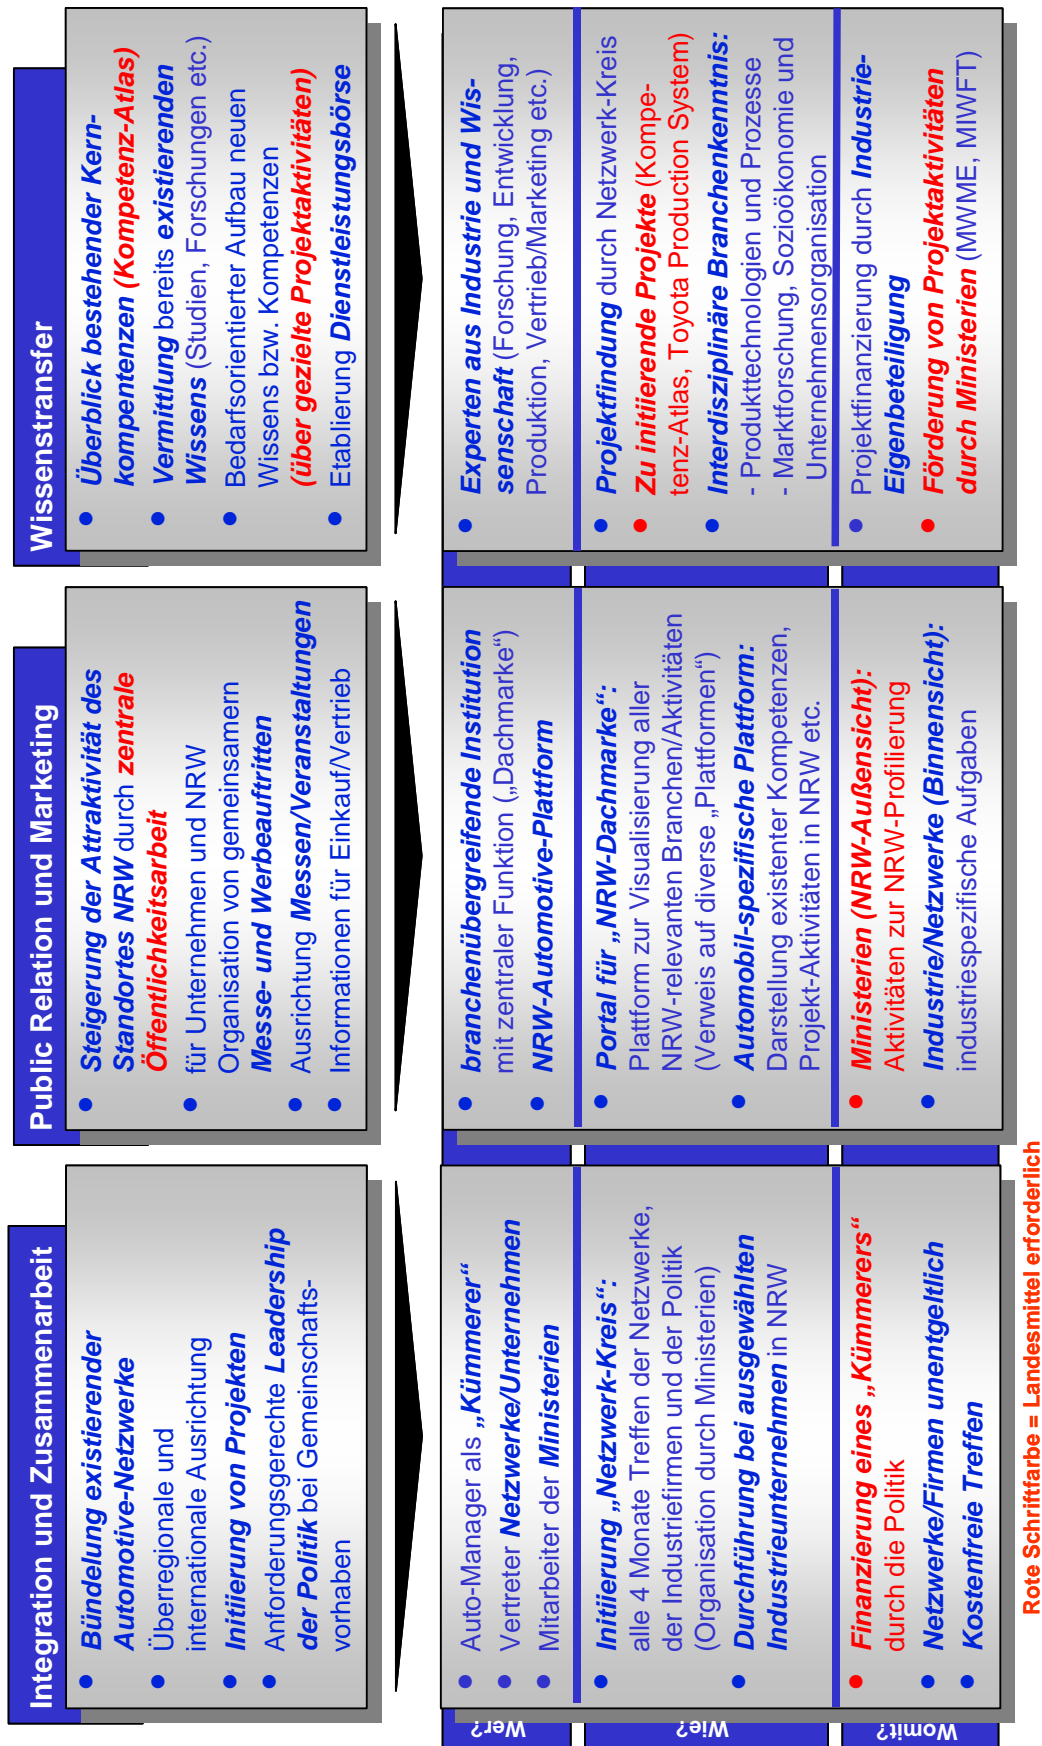 Integration und Zusammenarbeit
Bündelung existierender
Automotive-Netzwerke
Überregionale und
internationale Ausrichtung
Initiierung von Projekten
Anforderungsgerechte Leadership
der Politik bei Gemeinschafts-
vorhaben
Public Relation und Marketing
Steigerung der Attraktivität des
Standortes NRW durch zentrale
Öffentlichkeitsarbeit
für Unternehmen und NRW
Organisation von gemeinsamern
Messe- und Werbeauftritten
Ausrichtung Messen/Veranstaltungen
Informationen für Einkauf/Vertrieb
Wissenstransfer
Überblick bestehender Kern-
kompentenzen (Kompetenz-Atlas)
Vermittlung bereits existierenden
Wissens (Studien, Forschungen etc.)
Bedarfsorientierter Aufbau neuen
Wissens bzw. Kompetenzen
(über gezielte Projektaktivitäten)
Etablierung Dienstleistungsbörse
Wer?
Auto-Manager als „Kümmerer“
Vertreter Netzwerke/Unternehmen
Mitarbeiter der Ministerien
branchenübergreifende Institution
mit zentraler Funktion („Dachmarke“)
NRW-Automotive-Plattform
Experten aus Industrie und Wis-
senschaft (Forschung, Entwicklung,
Produktion, Vertrieb/Marketing etc.)
Wie?
Initiierung „Netzwerk-Kreis“:
alle 4 Monate Treffen der Netzwerke,
der Industriefirmen und der Politik
(Organisation durch Ministerien)
Durchführung bei ausgewählten
Industrieunternehmen in NRW
Portal für „NRW-Dachmarke“:
Plattform zur Visualisierung aller
NRW-relevanten Branchen/Aktivitäten
(Verweis auf diverse „Plattformen“)
Automobil-spezifische Plattform:
Darstellung existenter Kompetenzen,
Projekt-Aktivitäten in NRW etc.
Projektfindung durch Netzwerk-Kreis
Zu initiierende Projekte (Kompe-
tenz-Atlas, Toyota Production System)
Interdisziplinäre Branchenkenntnis:
- Produkttechnologien und Prozesse
- Marktforschung, Sozioökonomie und
Unternehmensorganisation
Womit?
Finanzierung eines „Kümmerers“
durch die Politik
Netzwerke/Firmen unentgeltlich
Kostenfreie Treffen
Ministerien (NRW-Außensicht):
Aktivitäten zur NRW-Profilierung
Industrie/Netzwerke (Binnensicht):
industriespezifische Aufgaben
Projektfinanzierung durch Industrie-
Eigenbeteiligung
Förderung von Projektaktivitäten
durch Ministerien (MWME, MIWFT)
Rote Schriftfarbe = Landesmittel erforderlich